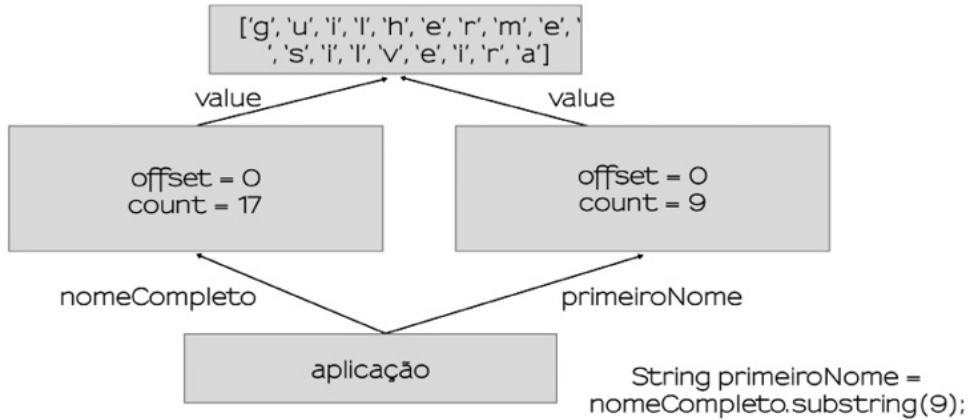 ['g', 'u', 'i', 'l', 'h', 'e', 'r', 'm', 'e', '
', 's', 'i', 'l', 'v', 'e', 'i', 'r', 'a']
value
value
offset = 0
count = 17
offset = 0
count = 9
nomeCompleto
primeiroNome
aplicação
String primeiroNome =
nomeCompleto.substring(9);